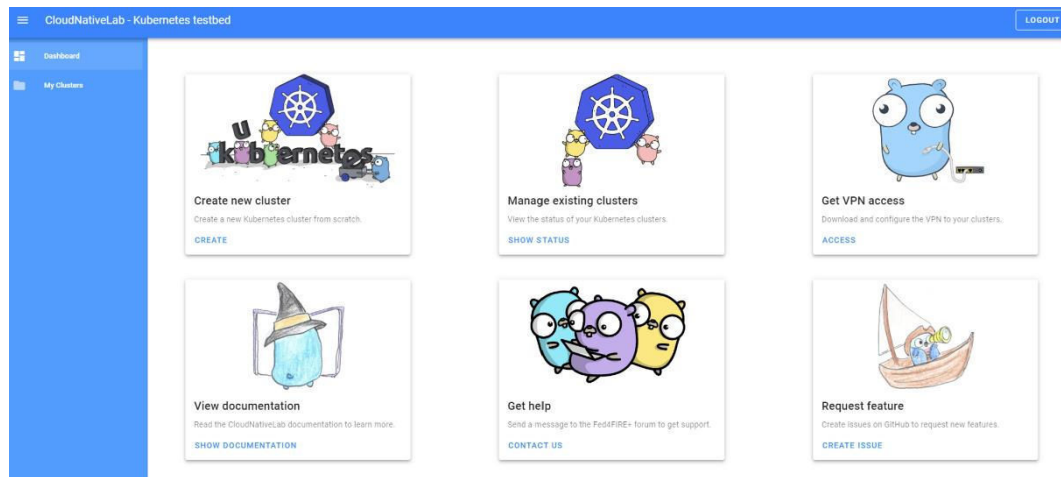 CloudNativeLab - Kubernetes testbed
LOGOUT
Dashboard
My Clusters
kubernetes
Create new cluster
Create a new Kubernetes cluster from scratch.
CREATE
Manage existing clusters
View the status of your Kubernetes clusters.
SHOW STATUS
Get VPN access
Download and configure the VPN to your clusters.
ACCESS
View documentation
Read the CloudNativeLab documentation to learn more.
SHOW DOCUMENTATION
Get help
Send a message to the Fed4FIRE+ forum to get support.
CONTACT US
Request feature
Create issues on GitHub to request new features.
CREATE ISSUE